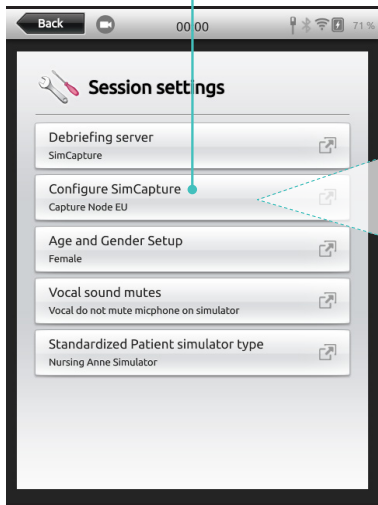 Back 00:00 71 %
Session settings
Debriefing server
SimCapture
Configure SimCapture
Capture Node EU
Age and Gender Setup
Female
Vocal sound mutes
Vocal do not mute micphone on simulator
Standardized Patient simulator type
Nursing Anne Simulator